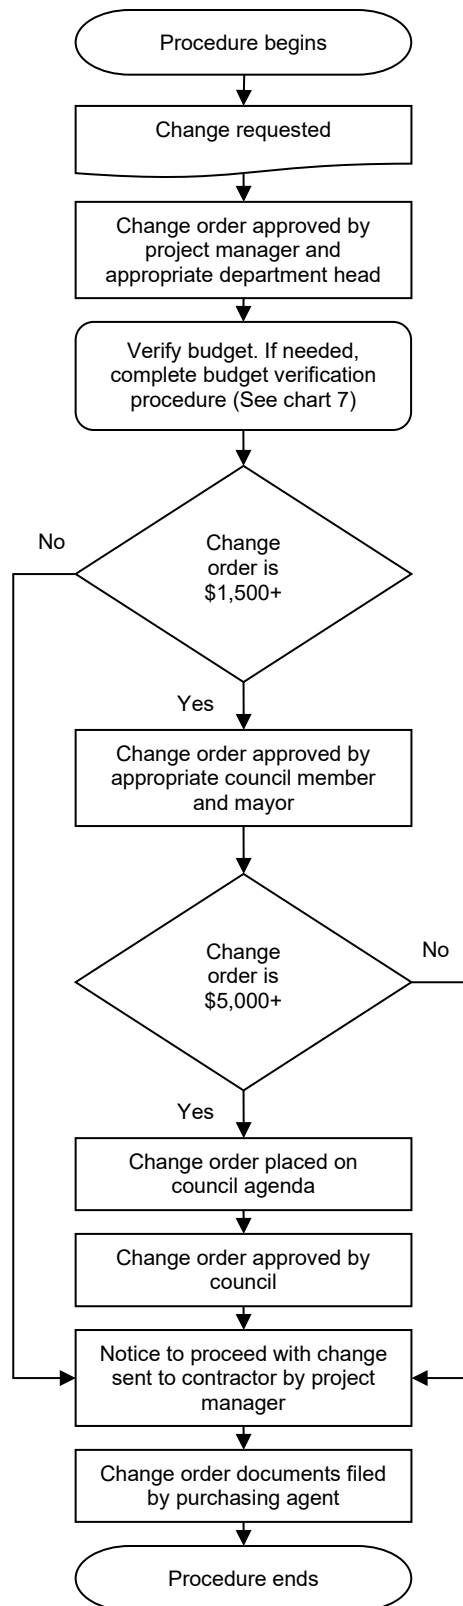 Procedure begins
Change requested
Change order approved by
project manager and
appropriate department head
Verify budget. If needed,
complete budget verification
procedure (See chart 7)
No
Change
order is
$1,500+
Yes
Change order approved by
appropriate council member
and mayor
Change
order is
$5,000+
No
Yes
Change order placed on
council agenda
Change order approved by
council
Notice to proceed with change
sent to contractor by project
manager
Change order documents filed
by purchasing agent
Procedure ends